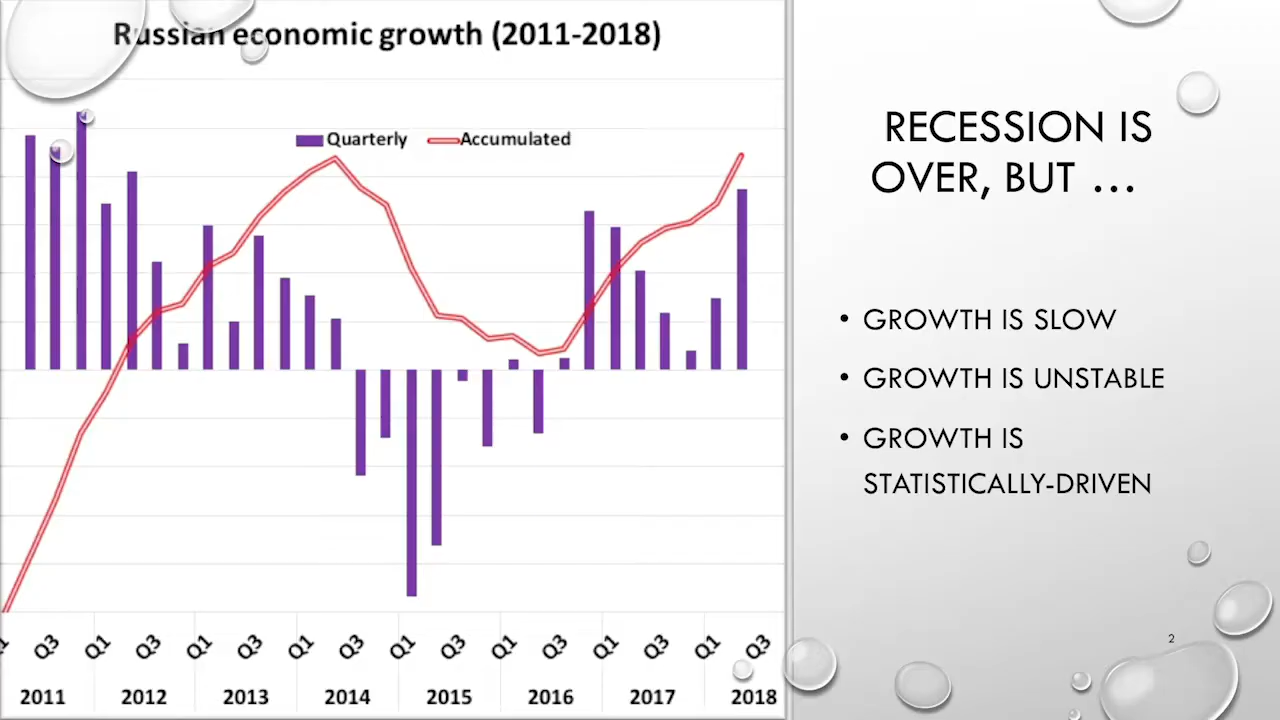 Russian economic growth (2011-2018)
Quarterly
Accumulated
Q3
Q1
Q3
Q1
Q3
Q1
Q3
Q1
Q3
Q1
Q3
Q1
Q3
Q1
Q3
2011
2012
2013
2014
2015
2016
2017
2018
RECESSION IS
OVER, BUT …
• GROWTH IS SLOW
• GROWTH IS UNSTABLE
• GROWTH IS
STATISTICALLY-DRIVEN
2